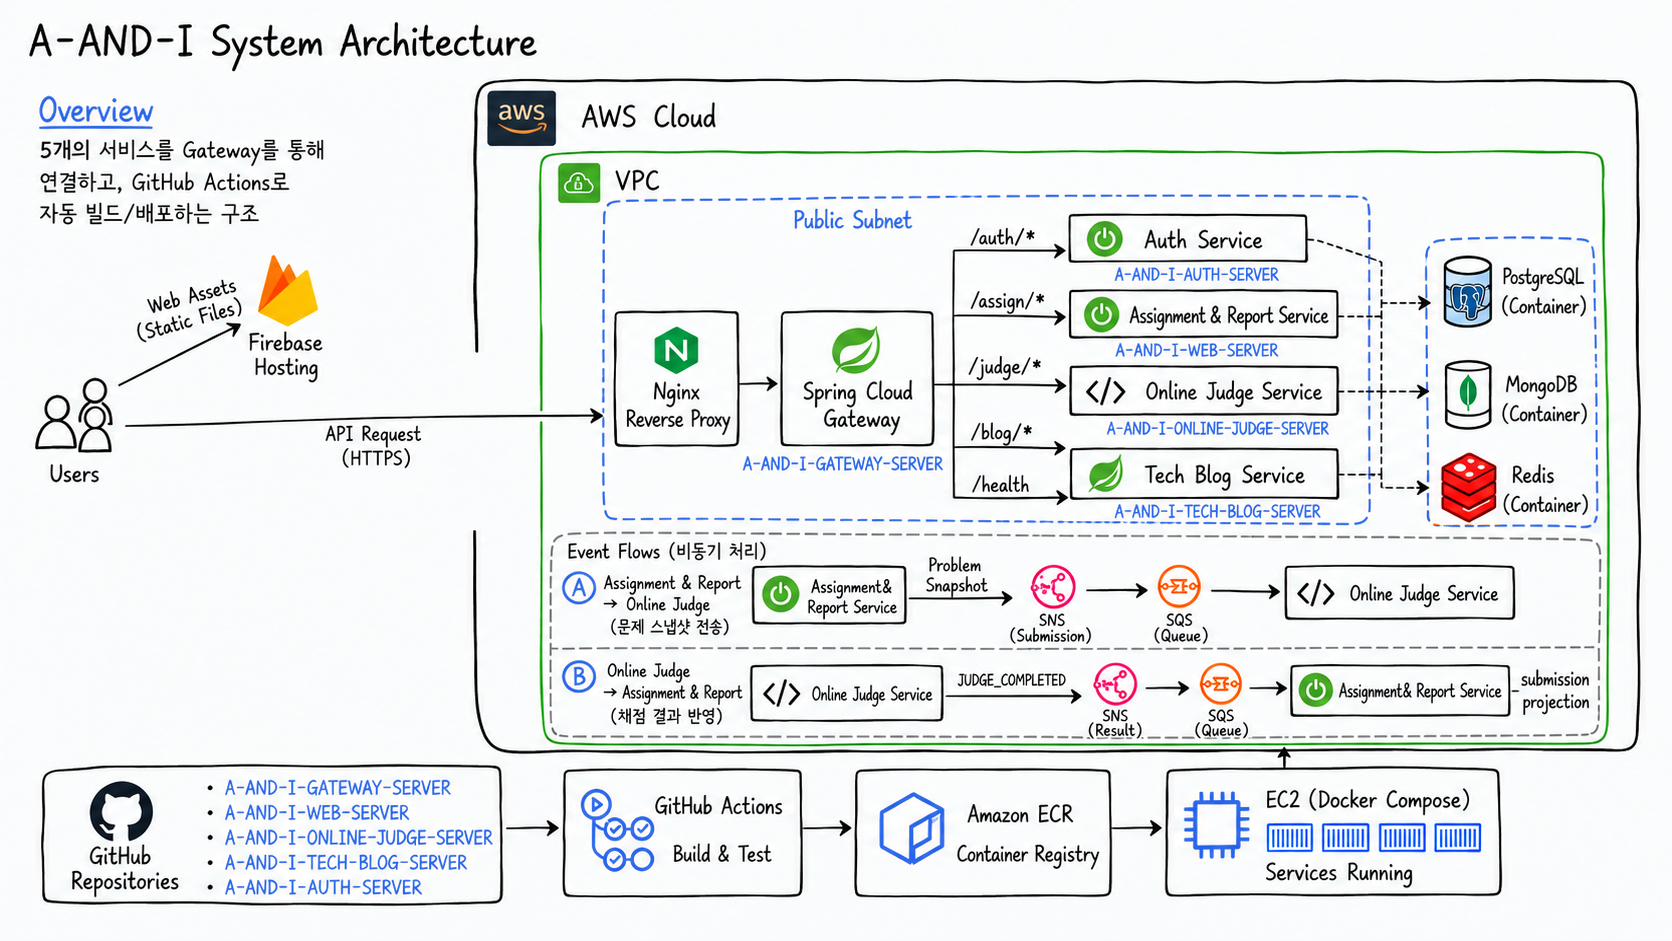 A-AND-I System Architecture
Overview
5개의 서비스를 Gateway를 통해
연결하고, GitHub Actions로
자동 빌드/배포하는 구조
Web Assets
(Static Files)
Firebase
Hosting
Users
API Request
(HTTPS)
aws
AWS Cloud
VPC
Public Subnet
Nginx
Reverse Proxy
Spring Cloud
Gateway
A-AND-I-GATEWAY-SERVER
/auth/*
/assign/*
/judge/*
/blog/*
/health
Auth Service
A-AND-I-AUTH-SERVER
Assignment & Report Service
A-AND-I-WEB-SERVER
</> Online Judge Service
A-AND-I-ONLINE-JUDGE-SERVER
Tech Blog Service
A-AND-I-TECH-BLOG-SERVER
PostgreSQL
(Container)
MongoDB
(Container)
Redis
(Container)
Event Flows (비동기 처리)
A
Assignment & Report
→ Online Judge
(문제 스냅샷 전송)
Assignment&
Report Service
Problem
Snapshot
SNS
(Submission)
SQS
(Queue)
</> Online Judge Service
B
Online Judge
→ Assignment & Report
(채점 결과 반영)
</> Online Judge Service
JUDGE_COMPLETED
SNS
(Result)
SQS
(Queue)
Assignment& Report Service
submission
projection
GitHub
Repositories
• A-AND-I-GATEWAY-SERVER
• A-AND-I-WEB-SERVER
• A-AND-I-ONLINE-JUDGE-SERVER
• A-AND-I-TECH-BLOG-SERVER
• A-AND-I-AUTH-SERVER
GitHub Actions
Build & Test
Amazon ECR
Container Registry
EC2 (Docker Compose)
Services Running